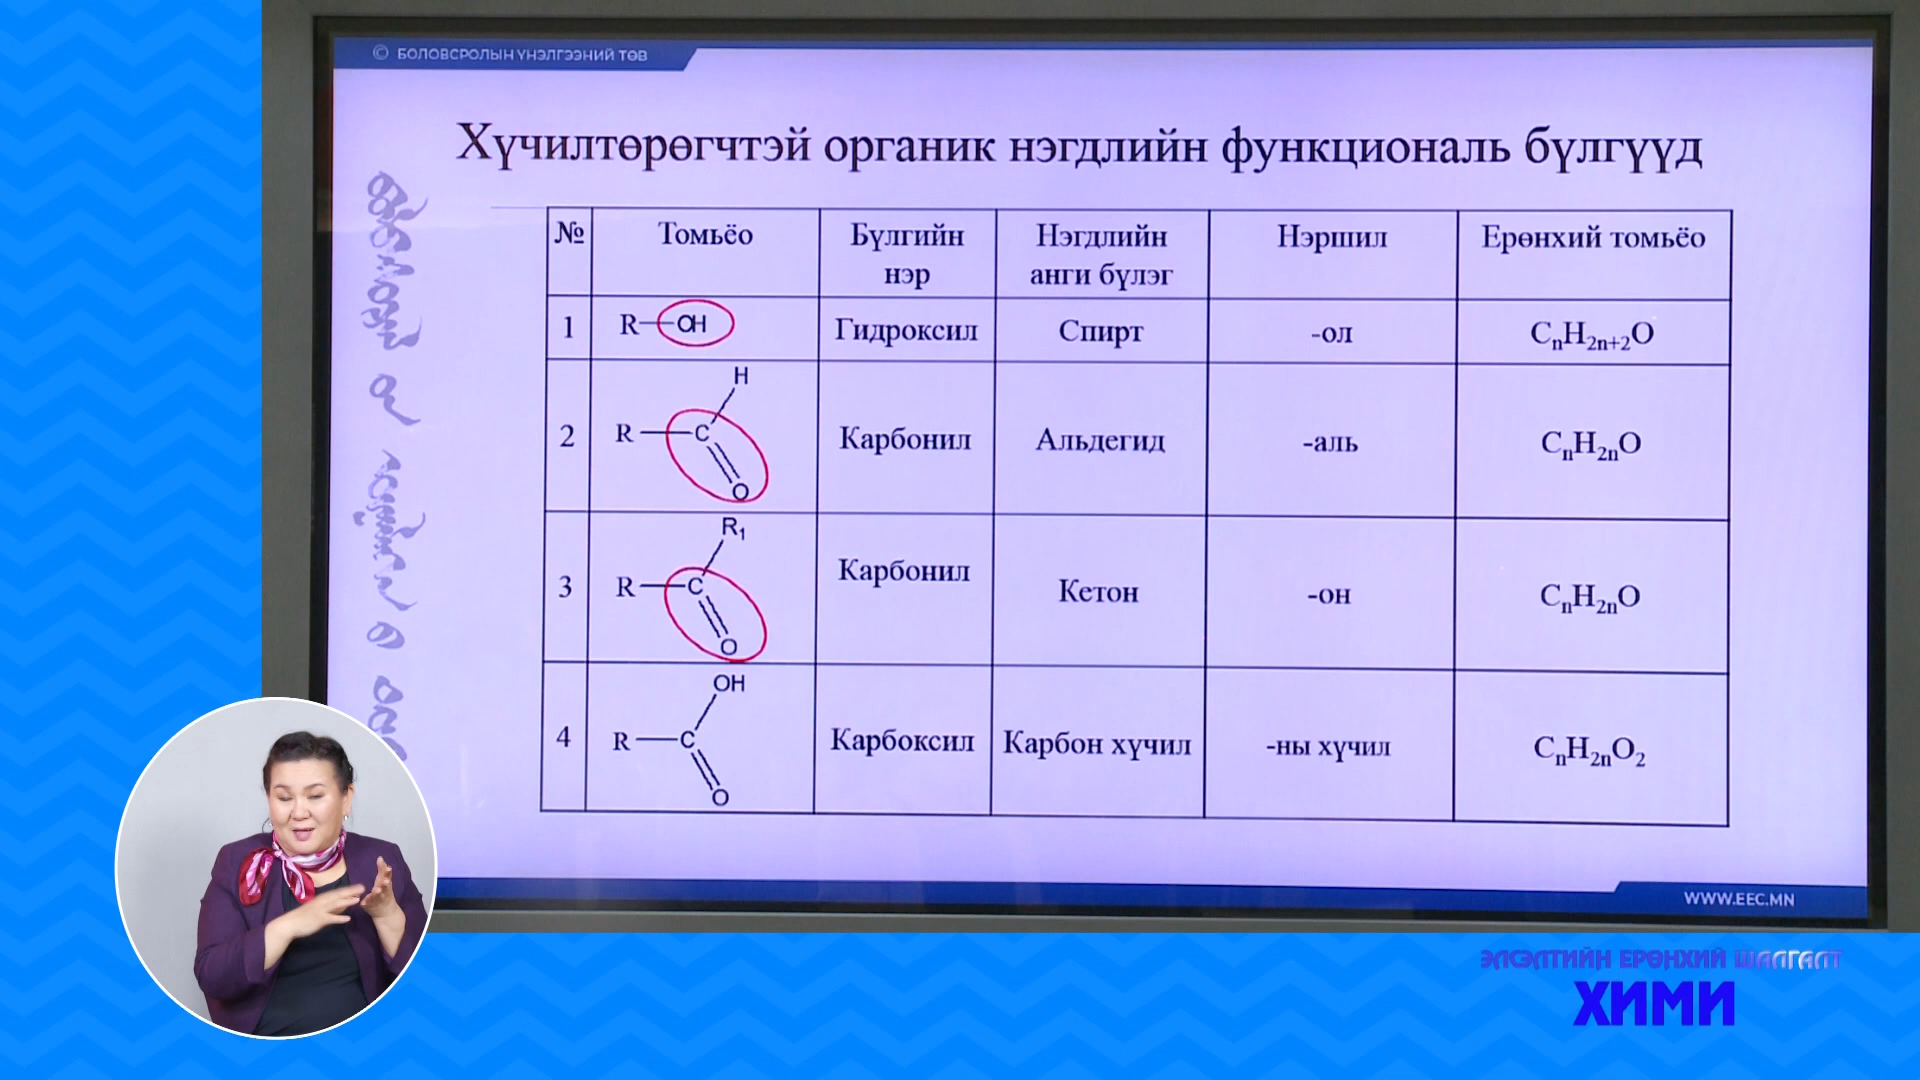 © БОЛОВСРОЛЫН ҮНЭЛГЭЭНИЙ ТӨВ
Хүчилтөрөгчтэй органик нэгдлийн функциональ бүлгүүд
№ Томьёо Бүлгийн нэр Нэгдлийн анги бүлэг Нэршил Ерөнхий томьёо
1 R—OH Гидроксил Спирт -ол CₙH₂ₙ₊₂O
2 R C H O Карбонил Альдегид -аль CₙH₂ₙO
3 R C R₁ O Карбонил Кетон -он CₙH₂ₙO
4 R C OH O Карбоксил Карбон хүчил -ны хүчил CₙH₂ₙO₂
WWW.EEC.MN
ЭЛСЭЛТИЙН ЕРӨНХИЙ ШАЛГАЛТ
ХИМИ